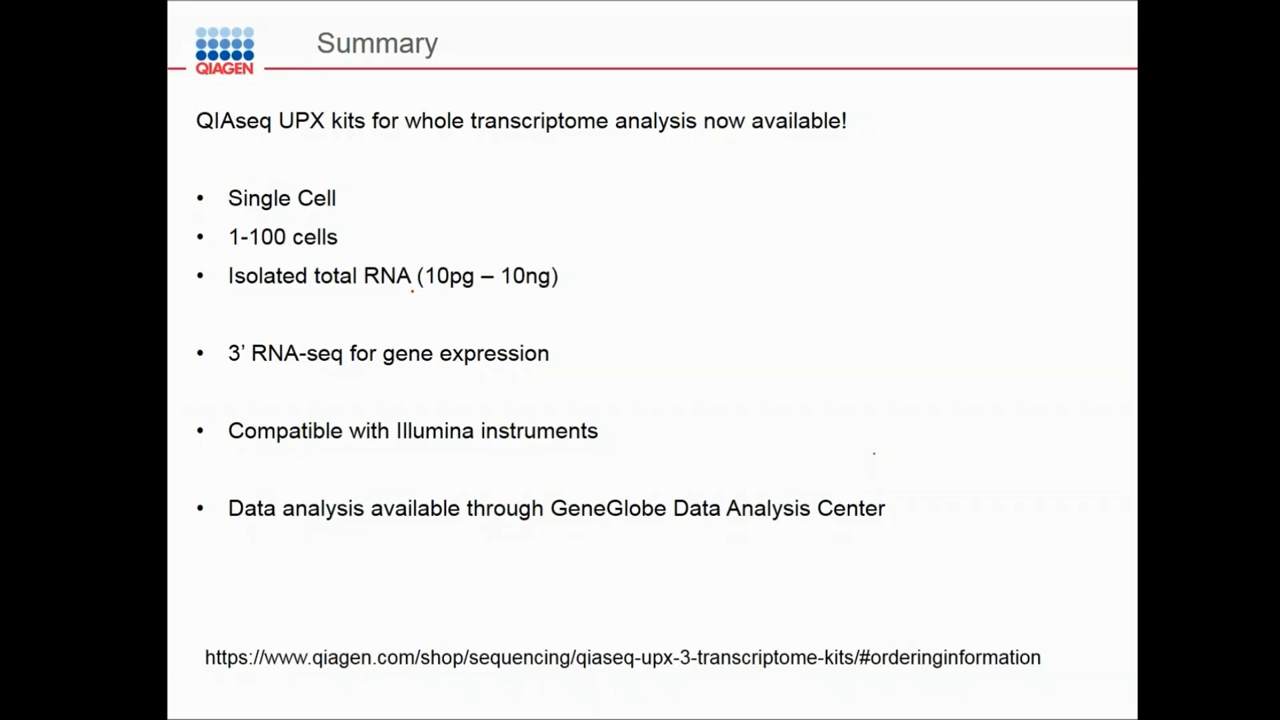 QIAGEN
Summary
QIAseq UPX kits for whole transcriptome analysis now available!
• Single Cell
• 1-100 cells
• Isolated total RNA (10pg – 10ng)
• 3’ RNA-seq for gene expression
• Compatible with Illumina instruments
• Data analysis available through GeneGlobe Data Analysis Center
https://www.qiagen.com/shop/sequencing/qiaseq-upx-3-transcriptome-kits/#orderinginformation